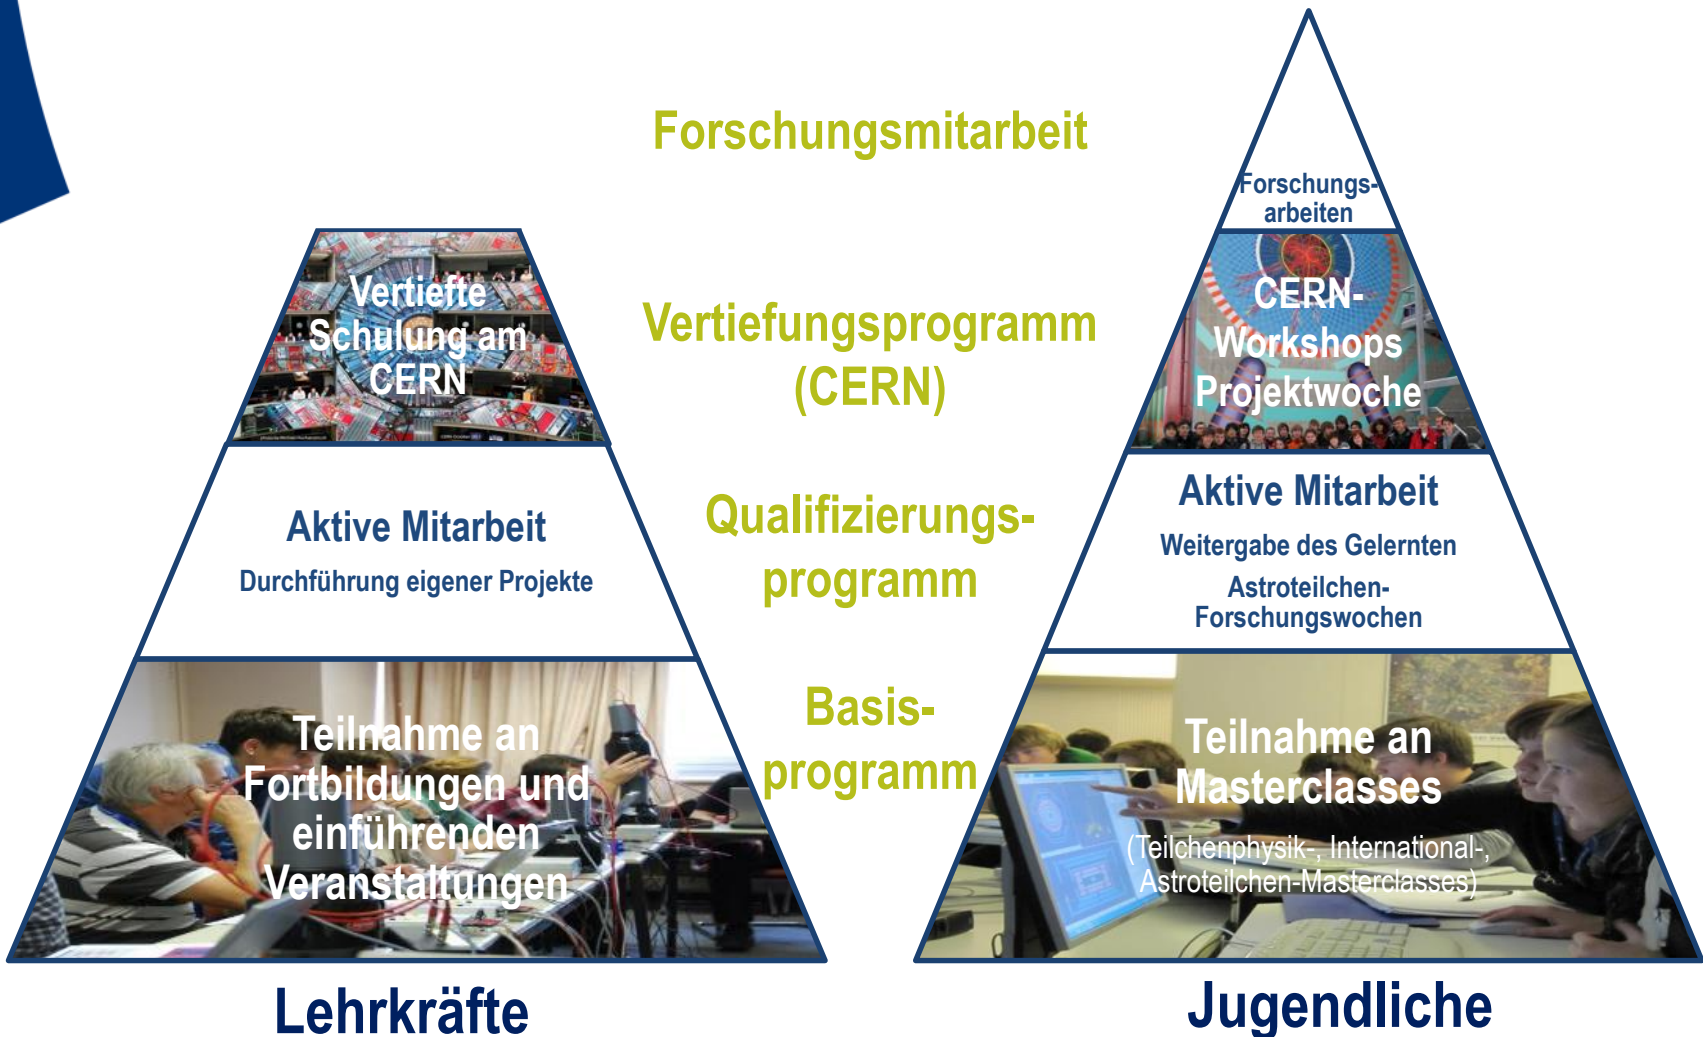 Forschungsmitarbeit
Vertiefungsprogramm
(CERN)
Qualifizierungs-
programm
Basis-
programm
Vertiefte
Schulung am
CERN
Aktive Mitarbeit
Durchführung eigener Projekte
Teilnahme an
Fortbildungen und
einführenden
Veranstaltungen
Lehrkräfte
Forschungs-
arbeiten
CERN-
Workshops
Projektwoche
Aktive Mitarbeit
Weitergabe des Gelernten
Astroteilchen-
Forschungswochen
Teilnahme an
Masterclasses
(Teilchenphysik-, International-,
Astroteilchen-Masterclasses)
Jugendliche